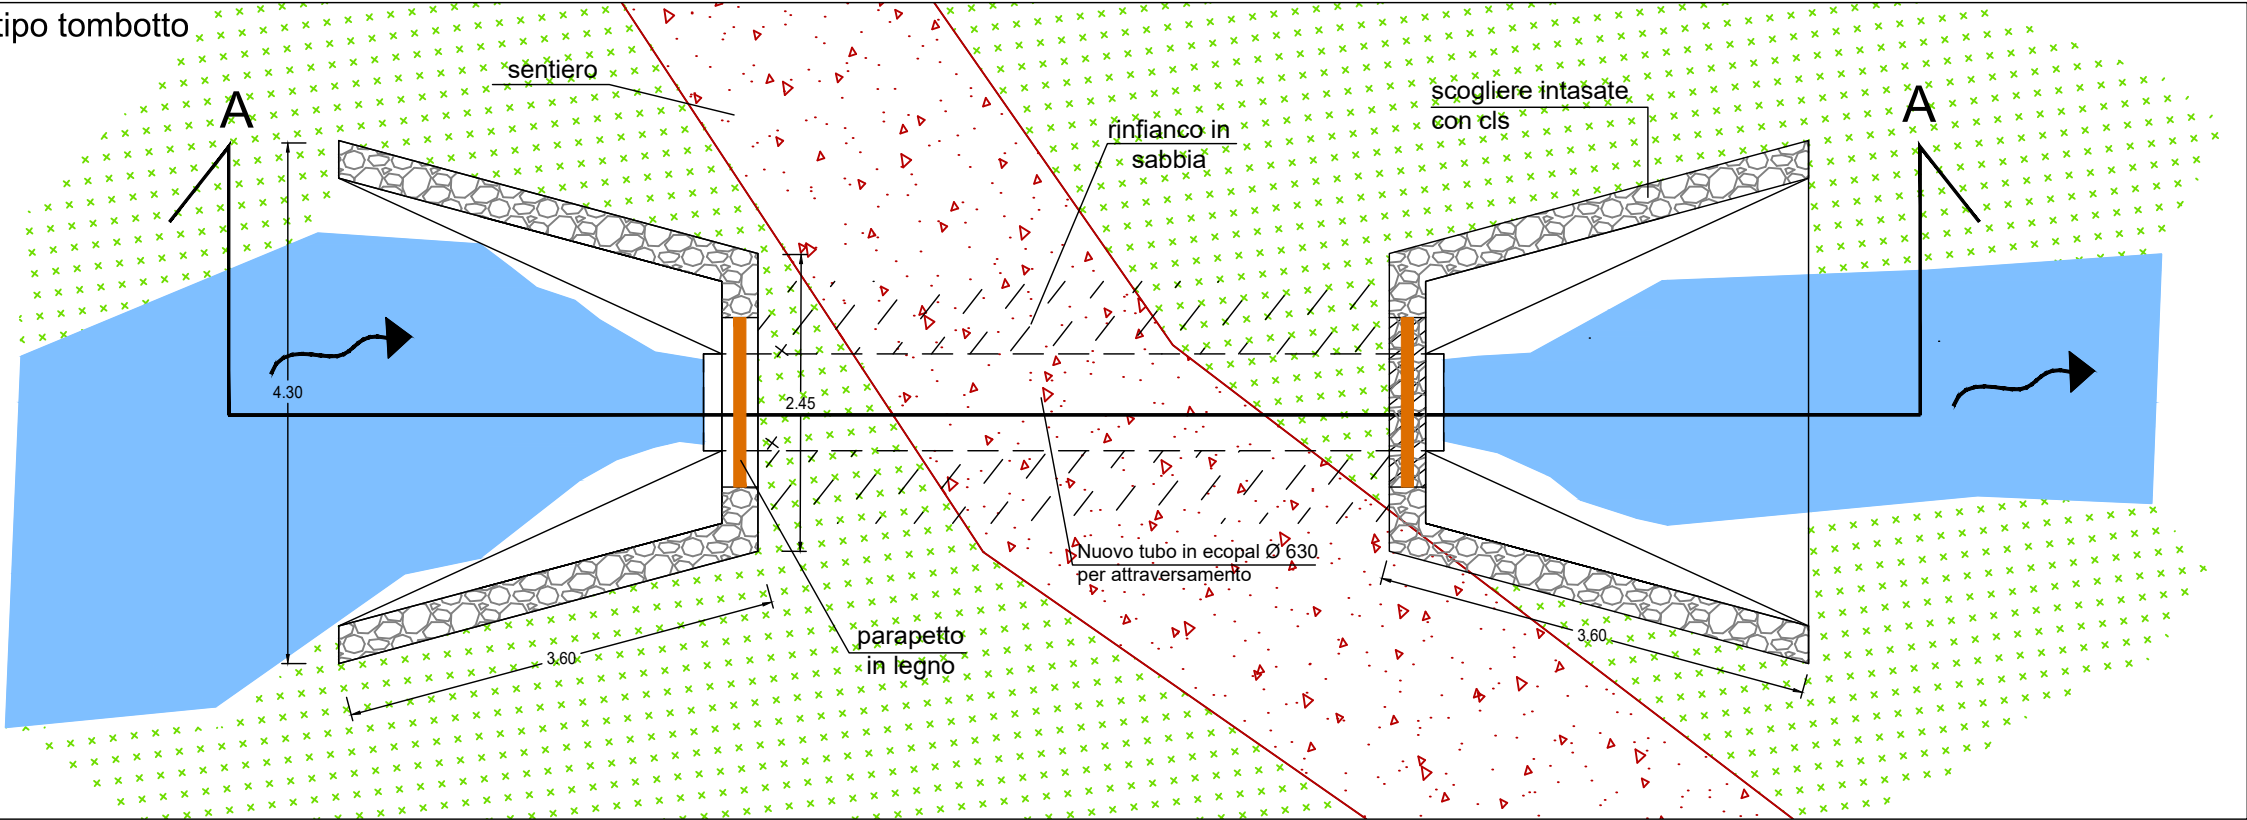 tipo tombotto
sentiero
A
rinfianco in
sabbia
scogliere intasate
con cls
A
4.30
2.45
Nuovo tubo in ecopal Ø 630
per attraversamento
parapetto
in legno
3.60
3.60